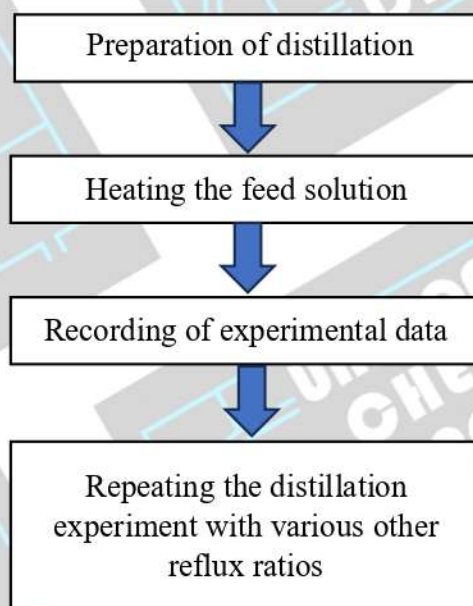 Preparation of distillation
Heating the feed solution
Recording of experimental data
Repeating the distillation
experiment with various other
reflux ratios